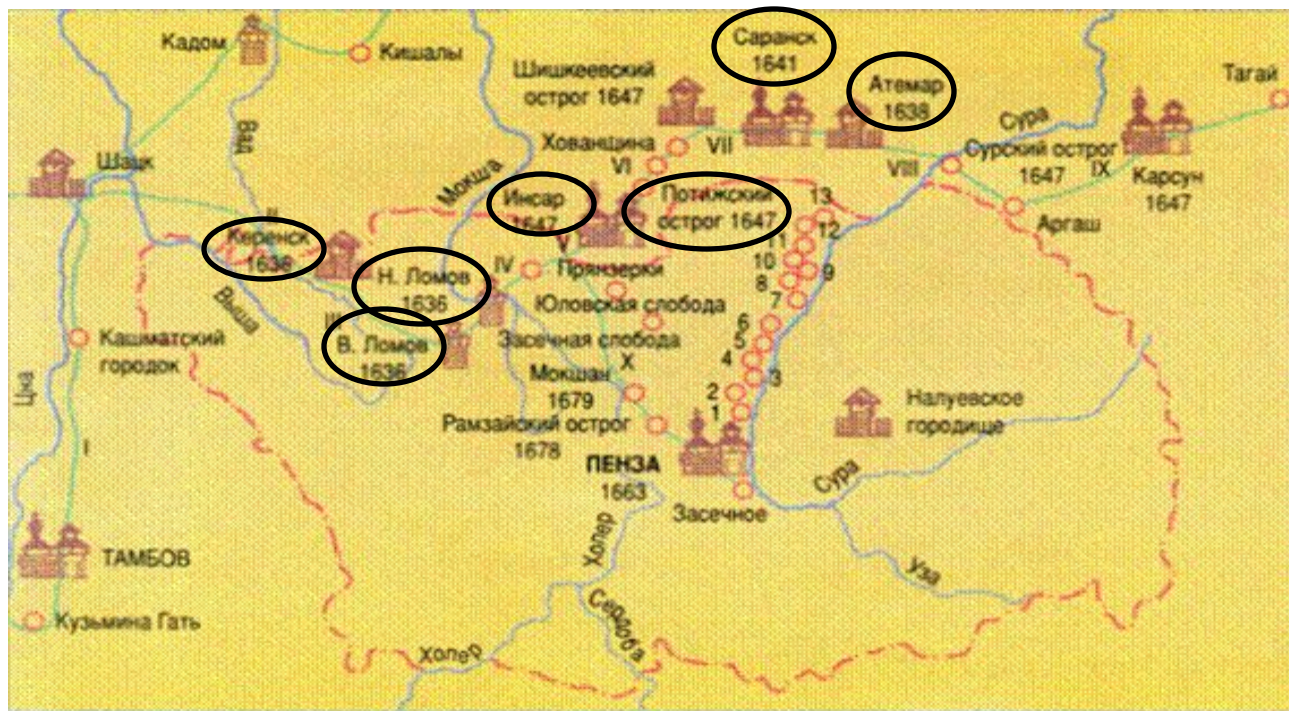 Кадом
Кишалы
Саранск
1641
Шишкеевский
острог 1647
Атемар
1638
Тагай
Вад
Сура
Хованщина
VII
VI
Шацк
Мокша
VIII
Сурский острог
1647
IX
Карсун
1647
Инсар
1647
Потижский
острог 1647
13
Аргаш
II
Керенск
1636
V
12
11
10
9
8
7
IV
Прянзерки
Н. Ломов
1636
Юловская слобода
Выша
III
В. Ломов
1636
Засечная слобода
6
5
4
3
2
1
Кашматский
городок
X
Мокшан
1679
Цна
Рамзайский острог
1678
Налуевское
городище
I
ПЕНЗА
1663
Сура
Засечное
Хопер
ТАМБОВ
Уза
Кузьмина Гать
Сердоба
Хопер